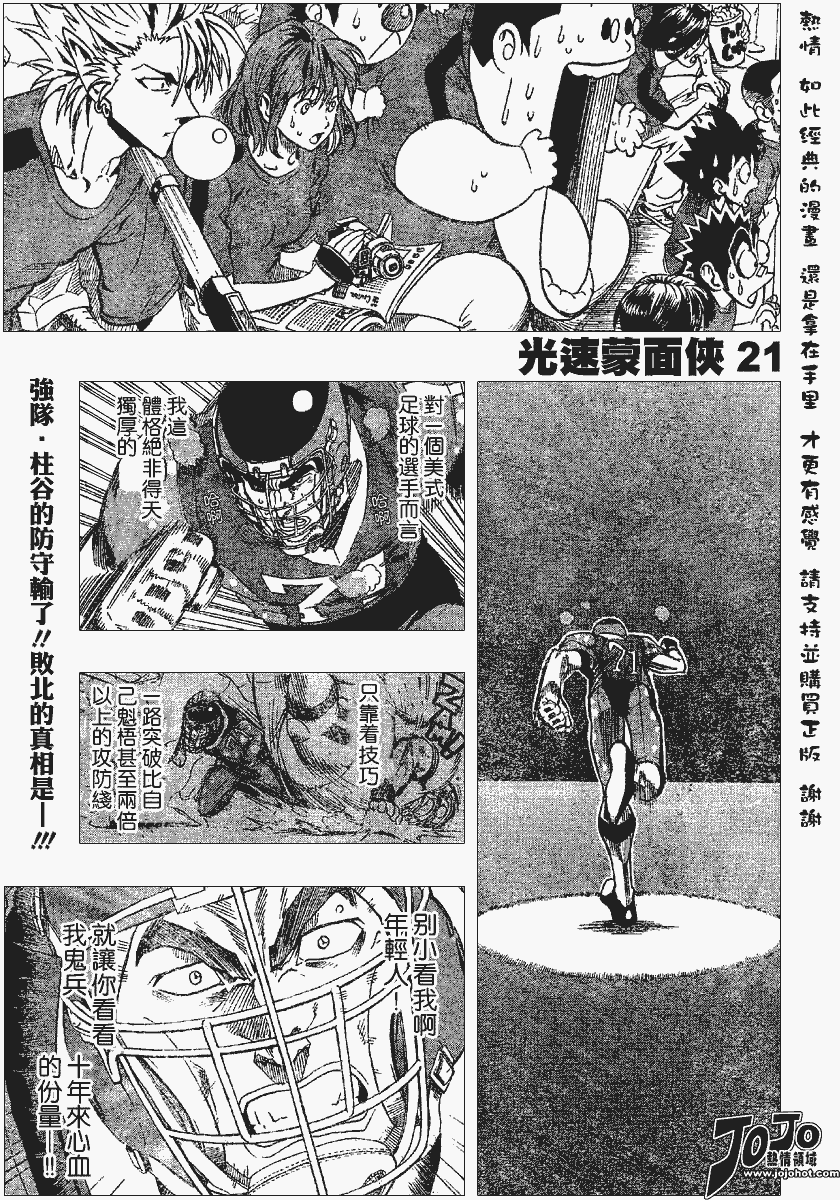 熱情 如此經典的漫畫 還是拿在手里 才更有感覺 請支持並購買正版 謝謝
光速蒙面俠 21
對一個美式
足球的選手而言
我這
體格絕非得天
獨厚的
71
只靠着技巧
一路突破比自
己魁梧甚至兩倍
以上的攻防綫
別小看我啊
年輕人！
就讓你看看
我鬼兵
十年來心血
的份量—!!
強隊·柱谷的防守輸了!!敗北的真相是—!!!
JOJO
熱情領域
www.jojohot.com